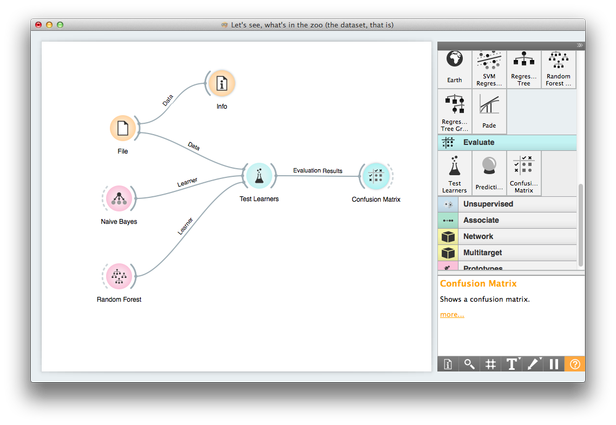 Let's see, what's in the zoo (the dataset, that is)
Data
Info
File
Data
Learner
Naive Bayes
Test Learners
Evaluation Results
Confusion Matrix
Learner
Random Forest
Earth
SVM
Regres...
Regres...
Tree
Random
Forest ...
Regres...
Tree Gr...
Pade
Evaluate
Test
Learners
Predicti...
Confusi...
Matrix
Unsupervised
Associate
Network
Multitarget
Prototypes
Confusion Matrix
Shows a confusion matrix.
more...
T
?